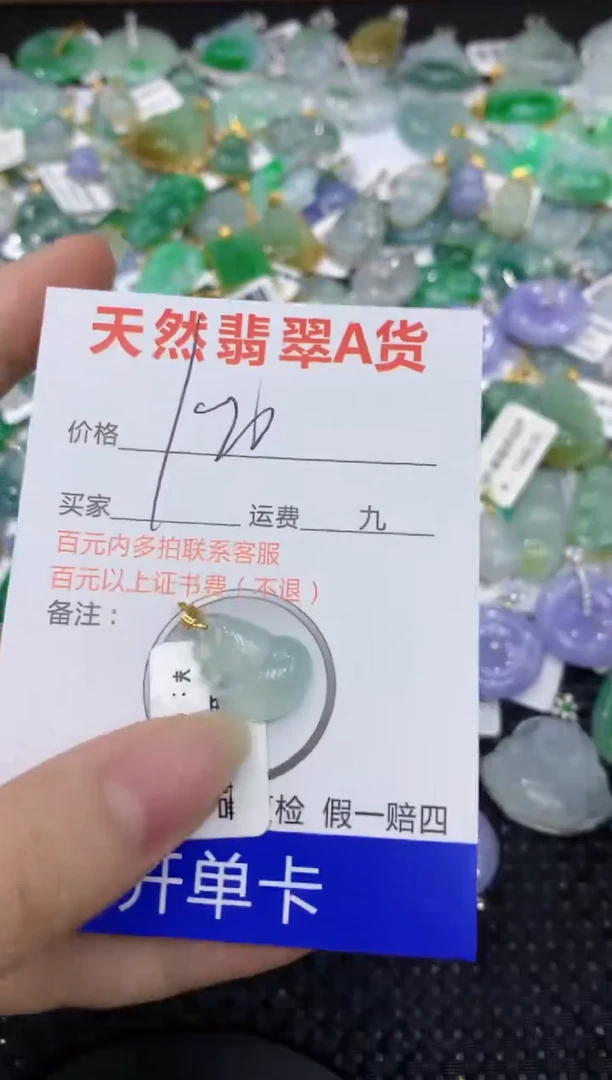 天然翡翠A货
价格
买家 运费 九
百元内多拍联系客服
百元以上证书费（不退）
备注：
检 假一赔四
开单卡